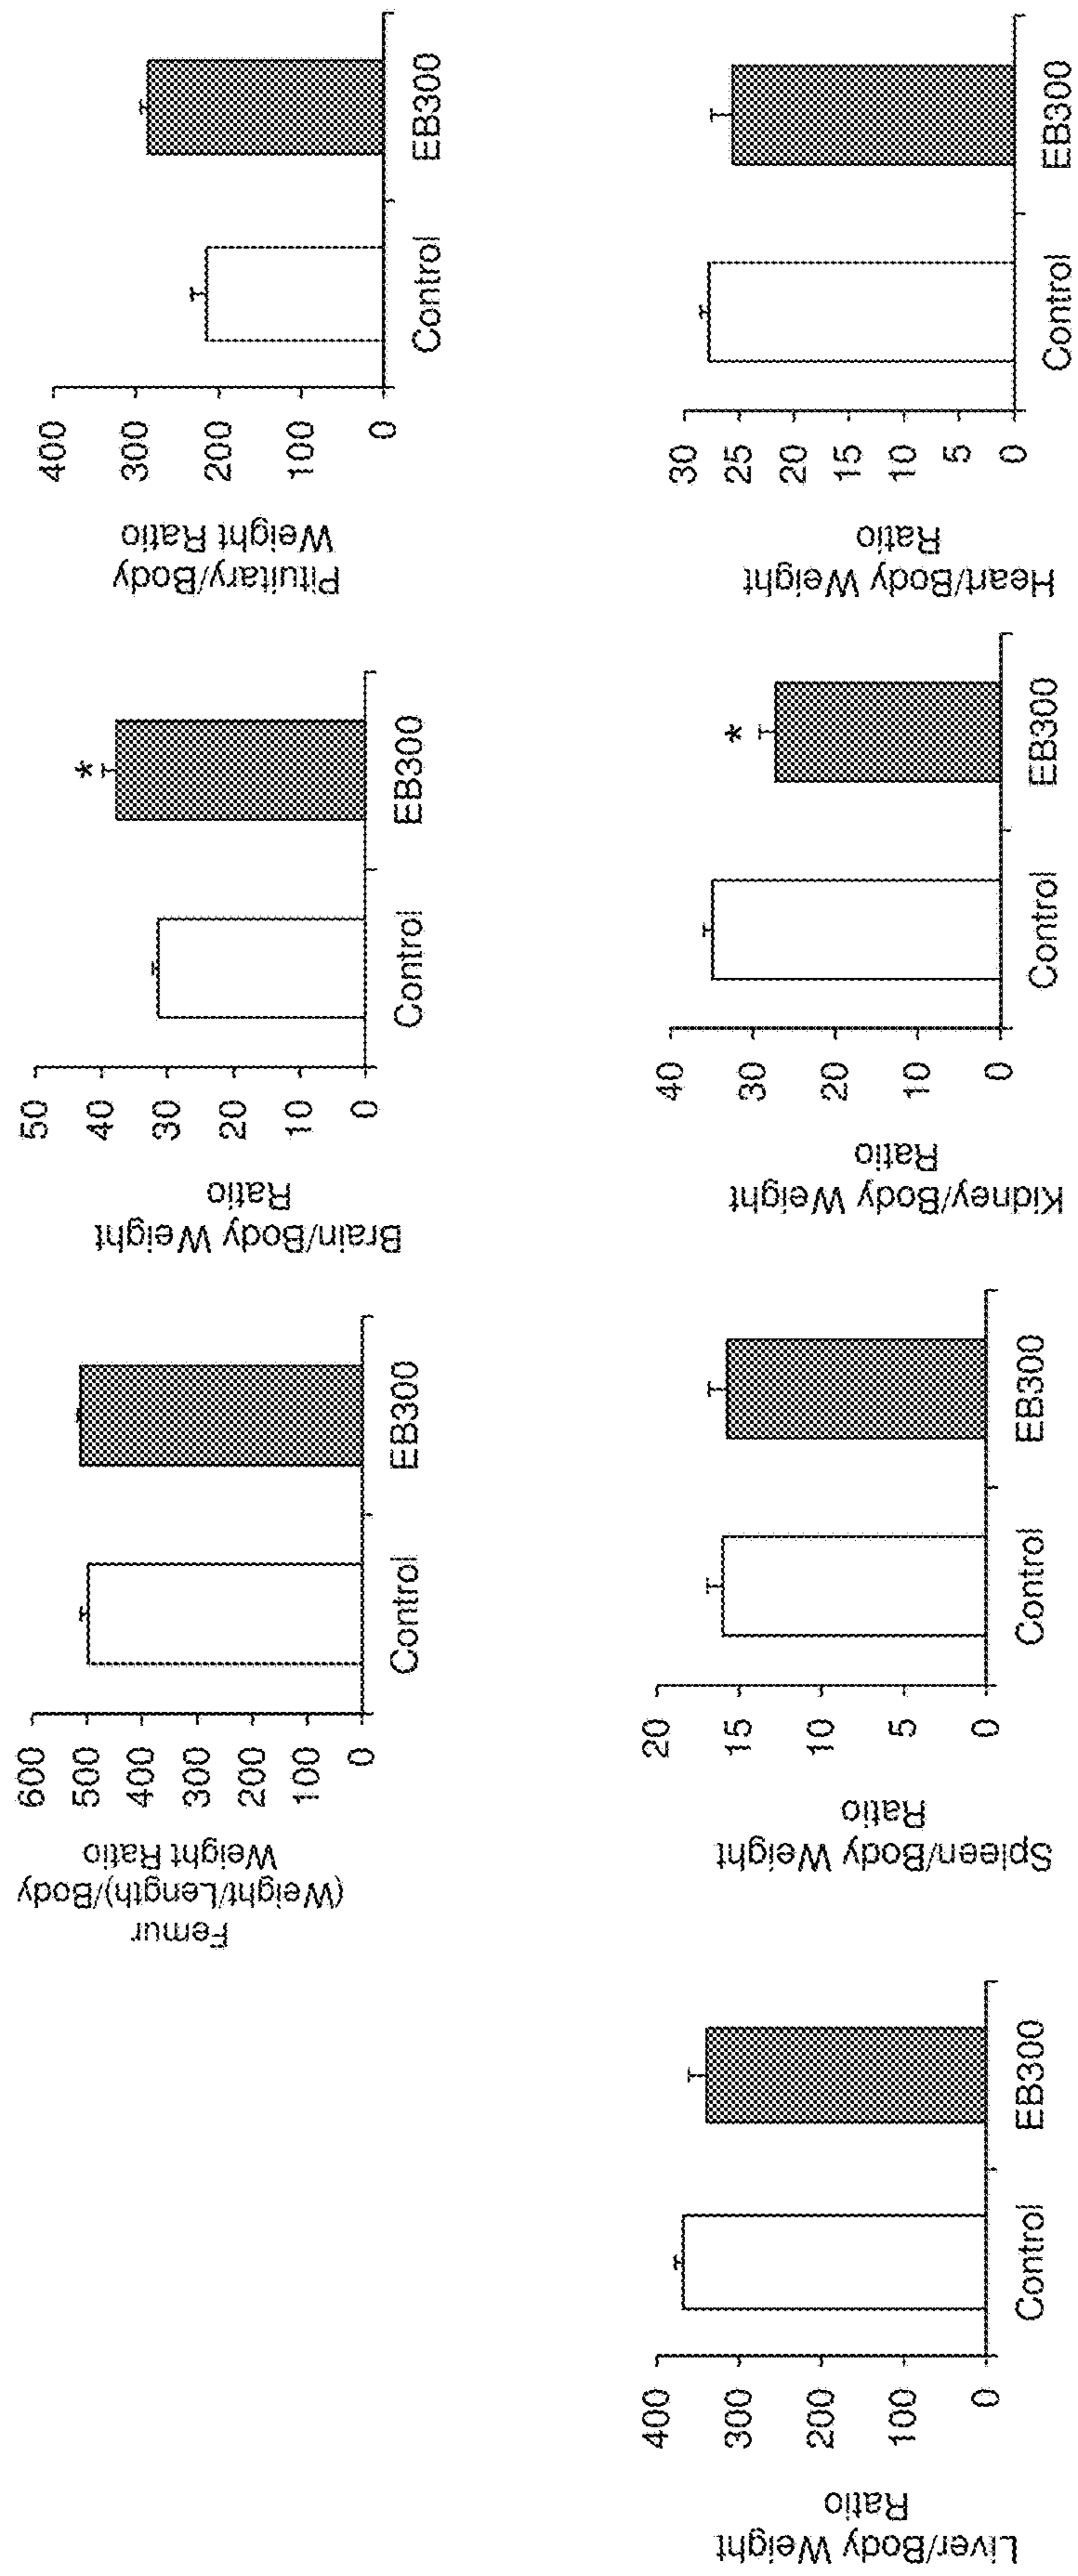 Femur
(Weight/Length)/Body
Weight Ratio
600
500
400
300
200
100
0
Control
EB300
Brain/Body Weight
Ratio
50
40
30
20
10
0
*
Control
EB300
Pituitary/Body
Weight Ratio
400
300
200
100
0
Control
EB300
Liver/Body Weight
Ratio
400
300
200
100
0
Control
EB300
Spleen/Body Weight
Ratio
20
15
10
5
0
Control
EB300
Kidney/Body Weight
Ratio
40
30
20
10
0
*
Control
EB300
Heart/Body Weight
Ratio
30
25
20
15
10
5
0
Control
EB300